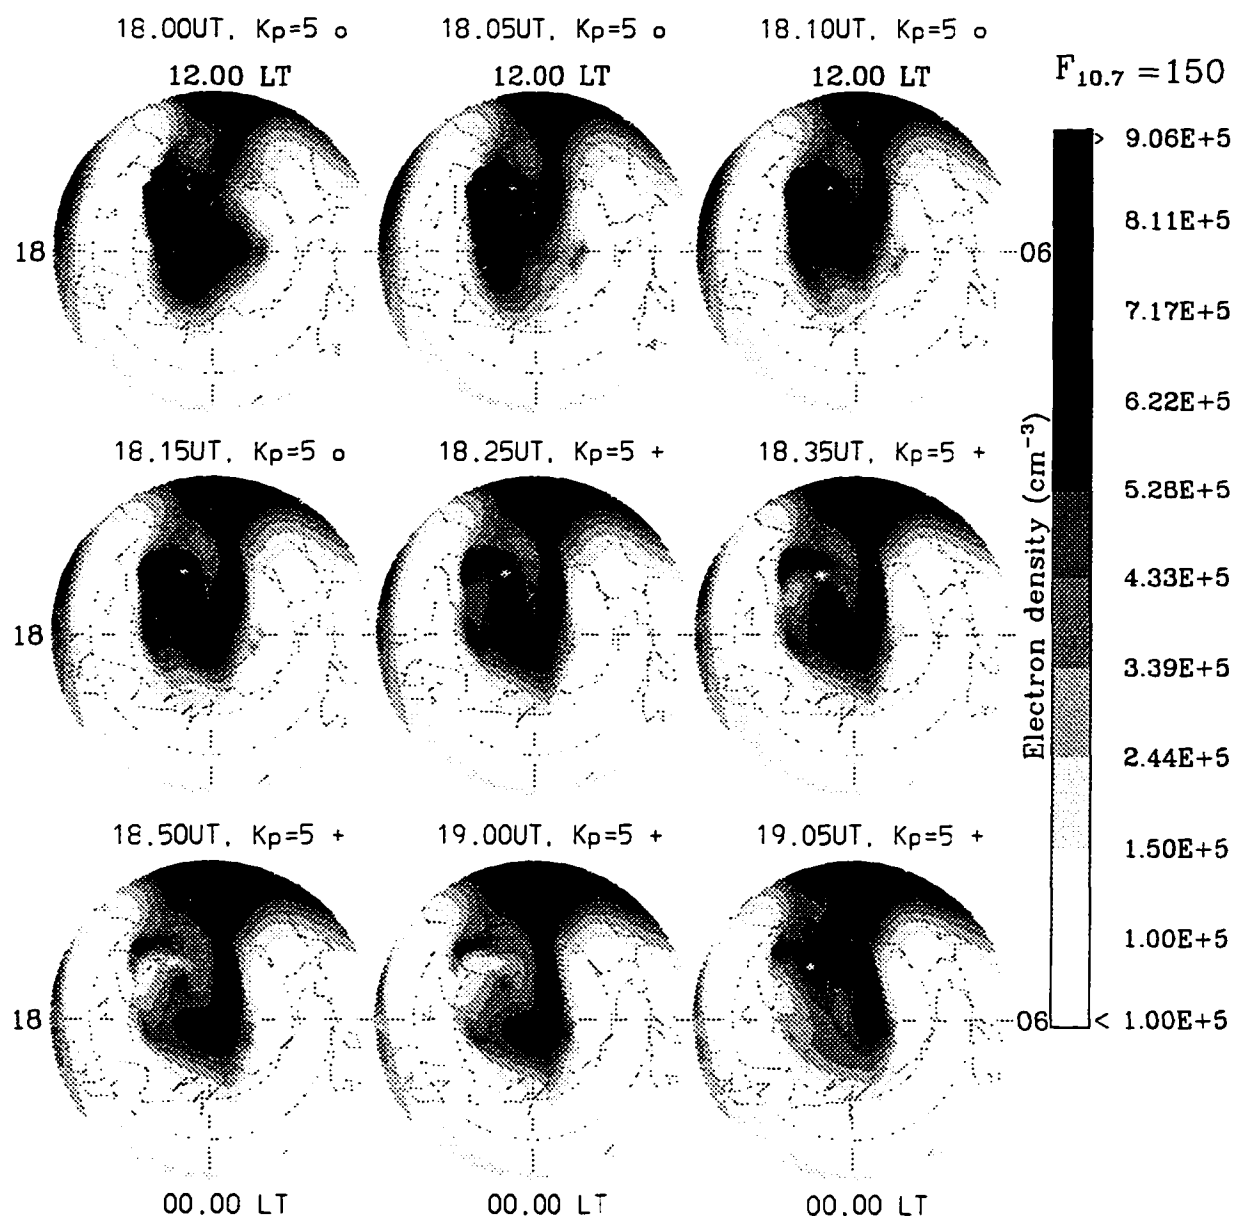 18.00UT, Kp=5 o
18.05UT, Kp=5 o
18.10UT, Kp=5 o
12.00 LT
12.00 LT
12.00 LT
F10.7 =150
18
06
18.15UT, Kp=5 o
18.25UT, Kp=5 +
18.35UT, Kp=5 +
18
18.50UT, Kp=5 +
19.00UT, Kp=5 +
19.05UT, Kp=5 +
18
06
00.00 LT
00.00 LT
00.00 LT
Electron density (cm-3)
> 9.06E+5
8.11E+5
7.17E+5
6.22E+5
5.28E+5
4.33E+5
3.39E+5
2.44E+5
1.50E+5
1.00E+5
< 1.00E+5